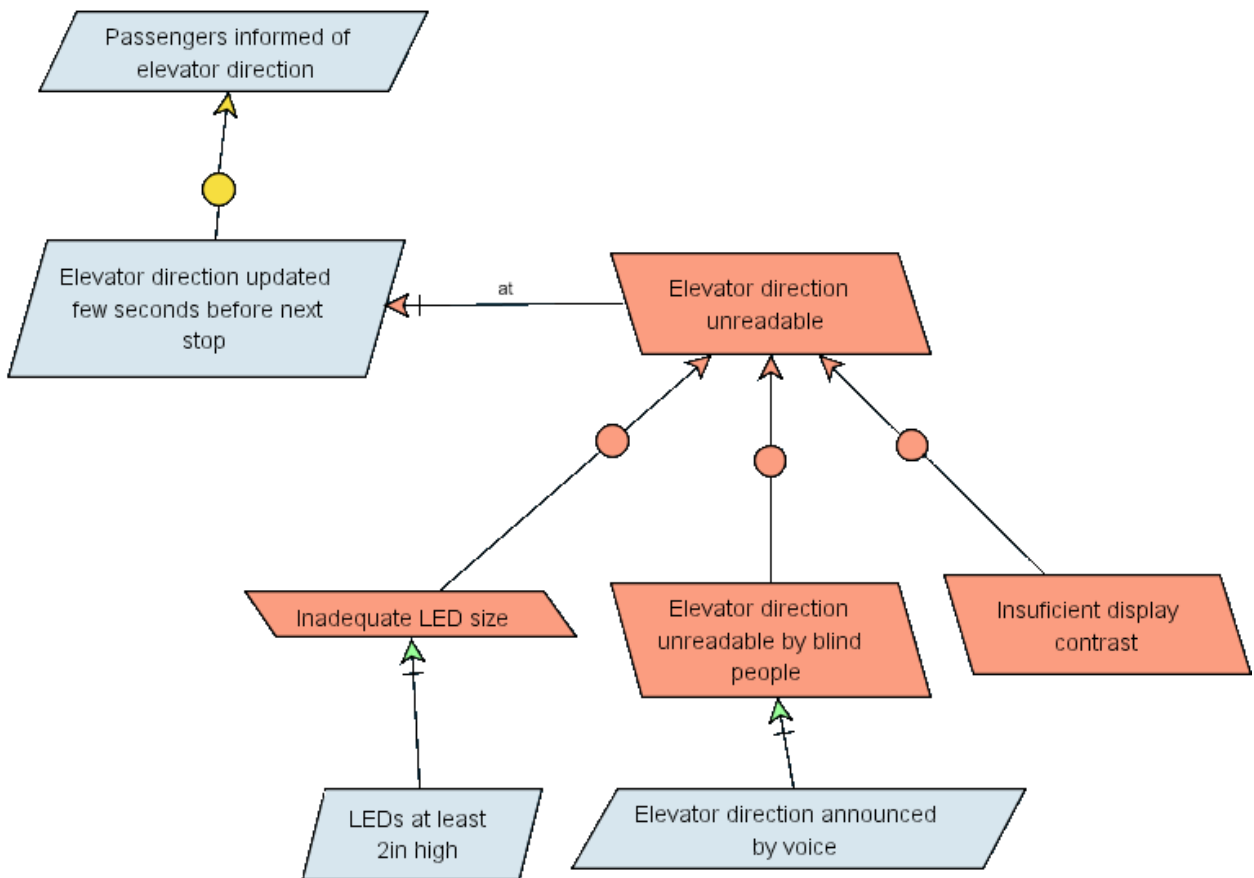 Passengers informed of
elevator direction
Elevator direction updated
few seconds before next
stop
at
Elevator direction
unreadable
Inadequate LED size
Elevator direction
unreadable by blind
people
Insuficient display
contrast
LEDs at least
2in high
Elevator direction announced
by voice